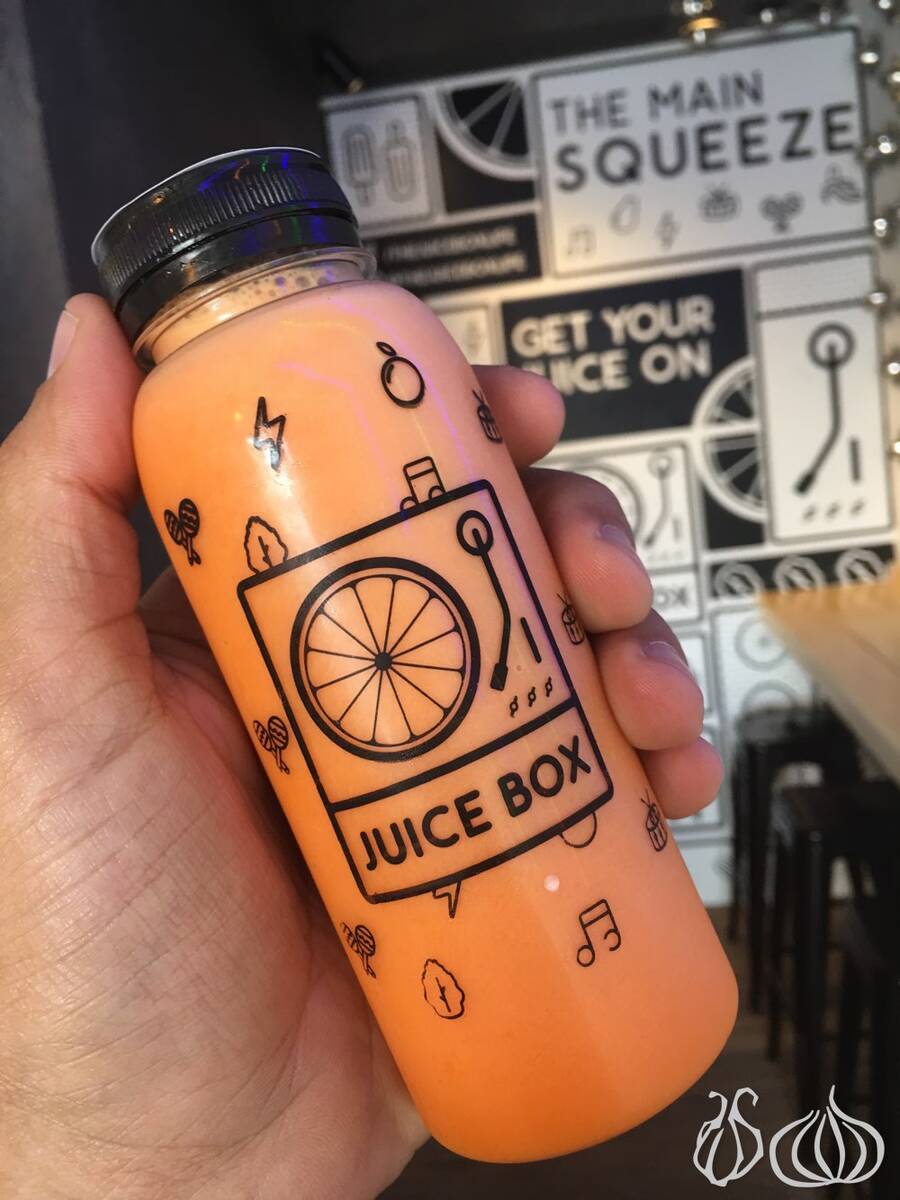 THE MAIN
SQUEEZE
GET YOUR
JUICE ON
JUICE BOX